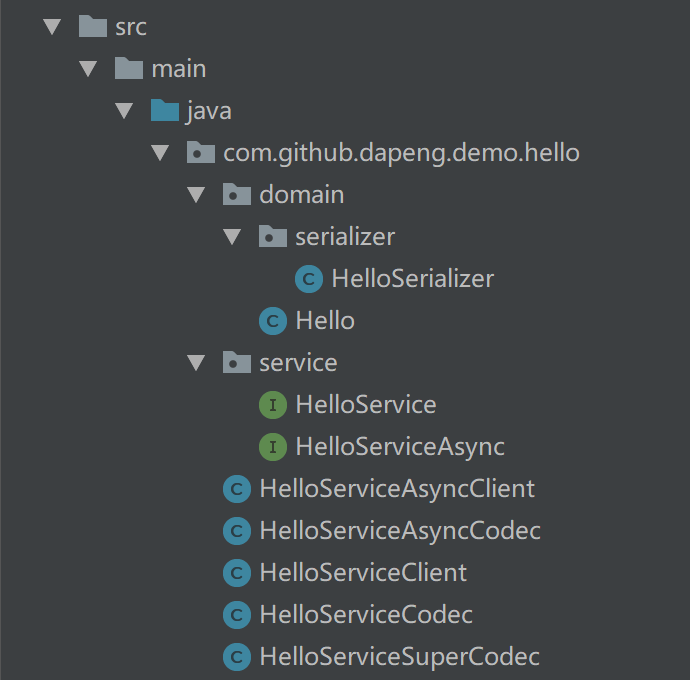 src
main
java
com.github.dapeng.demo.hello
domain
serializer
C HelloSerializer
C Hello
service
I HelloService
I HelloServiceAsync
C HelloServiceAsyncClient
C HelloServiceAsyncCodec
C HelloServiceClient
C HelloServiceCodec
C HelloServiceSuperCodec